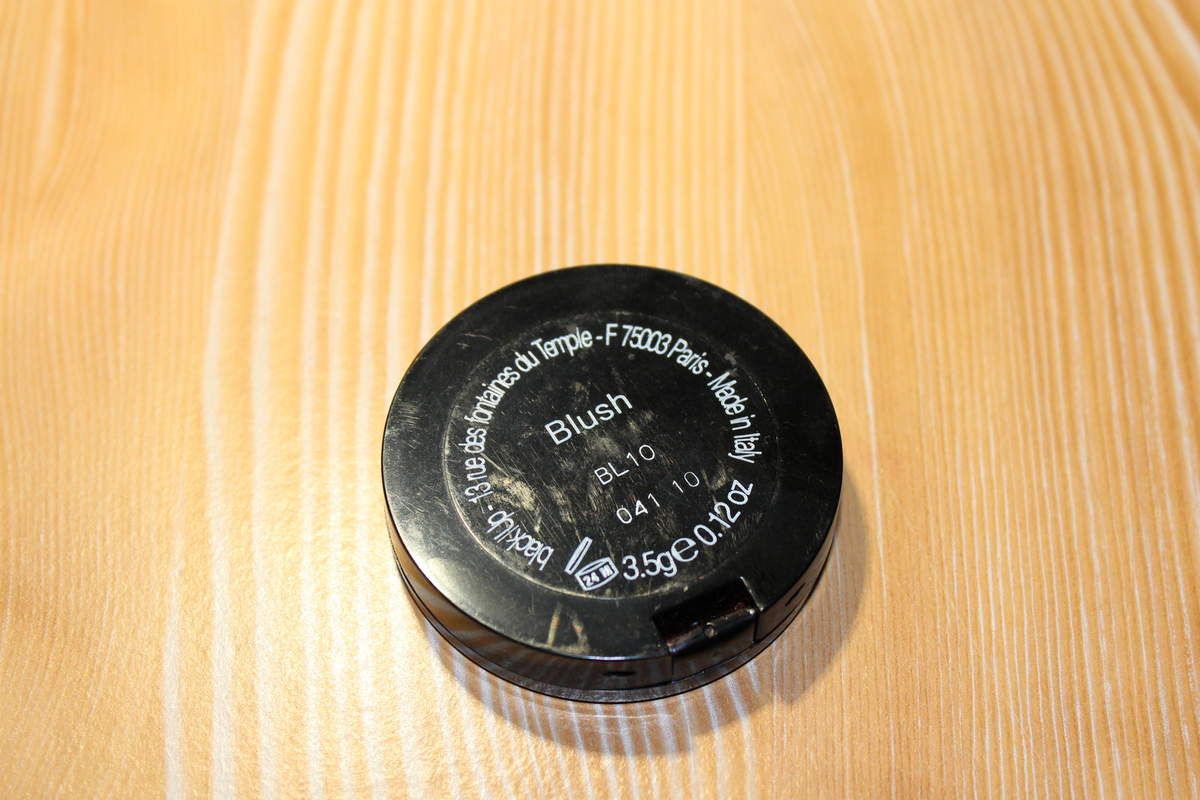 black|Up - 13 rue des fontaines du Temple - F 75003 Paris - Made in Italy
Blush
BL10
041 10
24 M
3.5g e 0.12 oz